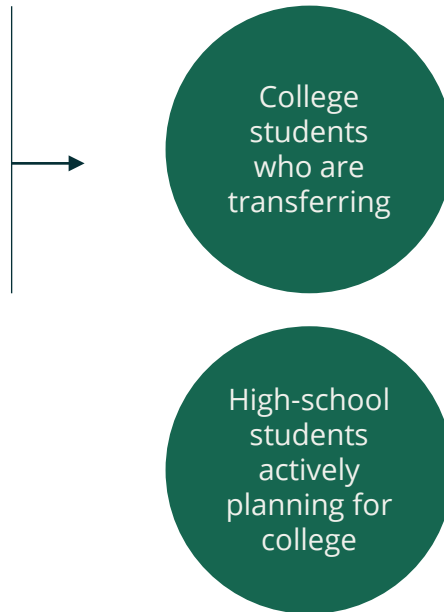 College
students
who are
transferring
High-school
students
actively
planning for
college